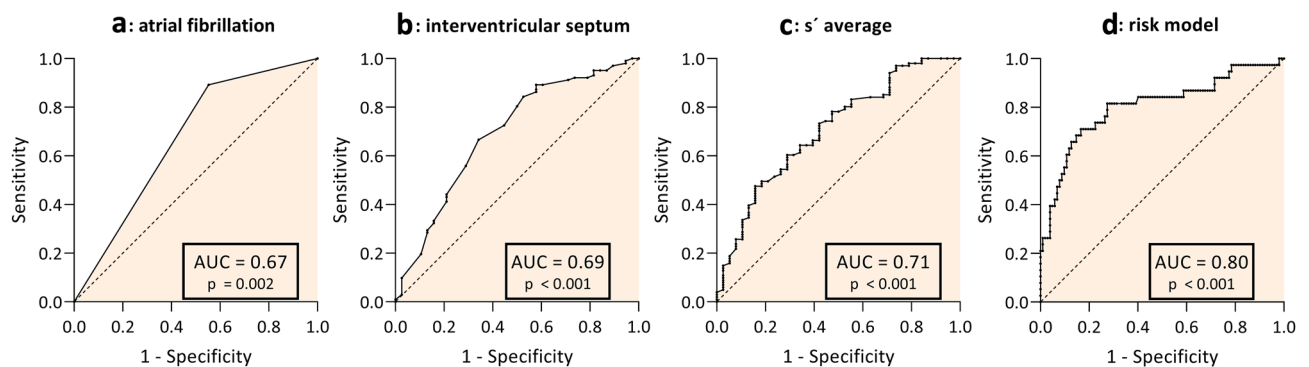 a: atrial fibrillation
1.0
0.8
0.6
0.4
0.2
0.0
Sensitivity
AUC = 0.67
p = 0.002
0.0 0.2 0.4 0.6 0.8 1.0
1 - Specificity
b: interventricular septum
1.0
0.8
0.6
0.4
0.2
0.0
Sensitivity
AUC = 0.69
p < 0.001
0.0 0.2 0.4 0.6 0.8 1.0
1 - Specificity
c: s´ average
1.0
0.8
0.6
0.4
0.2
0.0
Sensitivity
AUC = 0.71
p < 0.001
0.0 0.2 0.4 0.6 0.8 1.0
1 - Specificity
d: risk model
1.0
0.8
0.6
0.4
0.2
0.0
Sensitivity
AUC = 0.80
p < 0.001
0.0 0.2 0.4 0.6 0.8 1.0
1 - Specificity